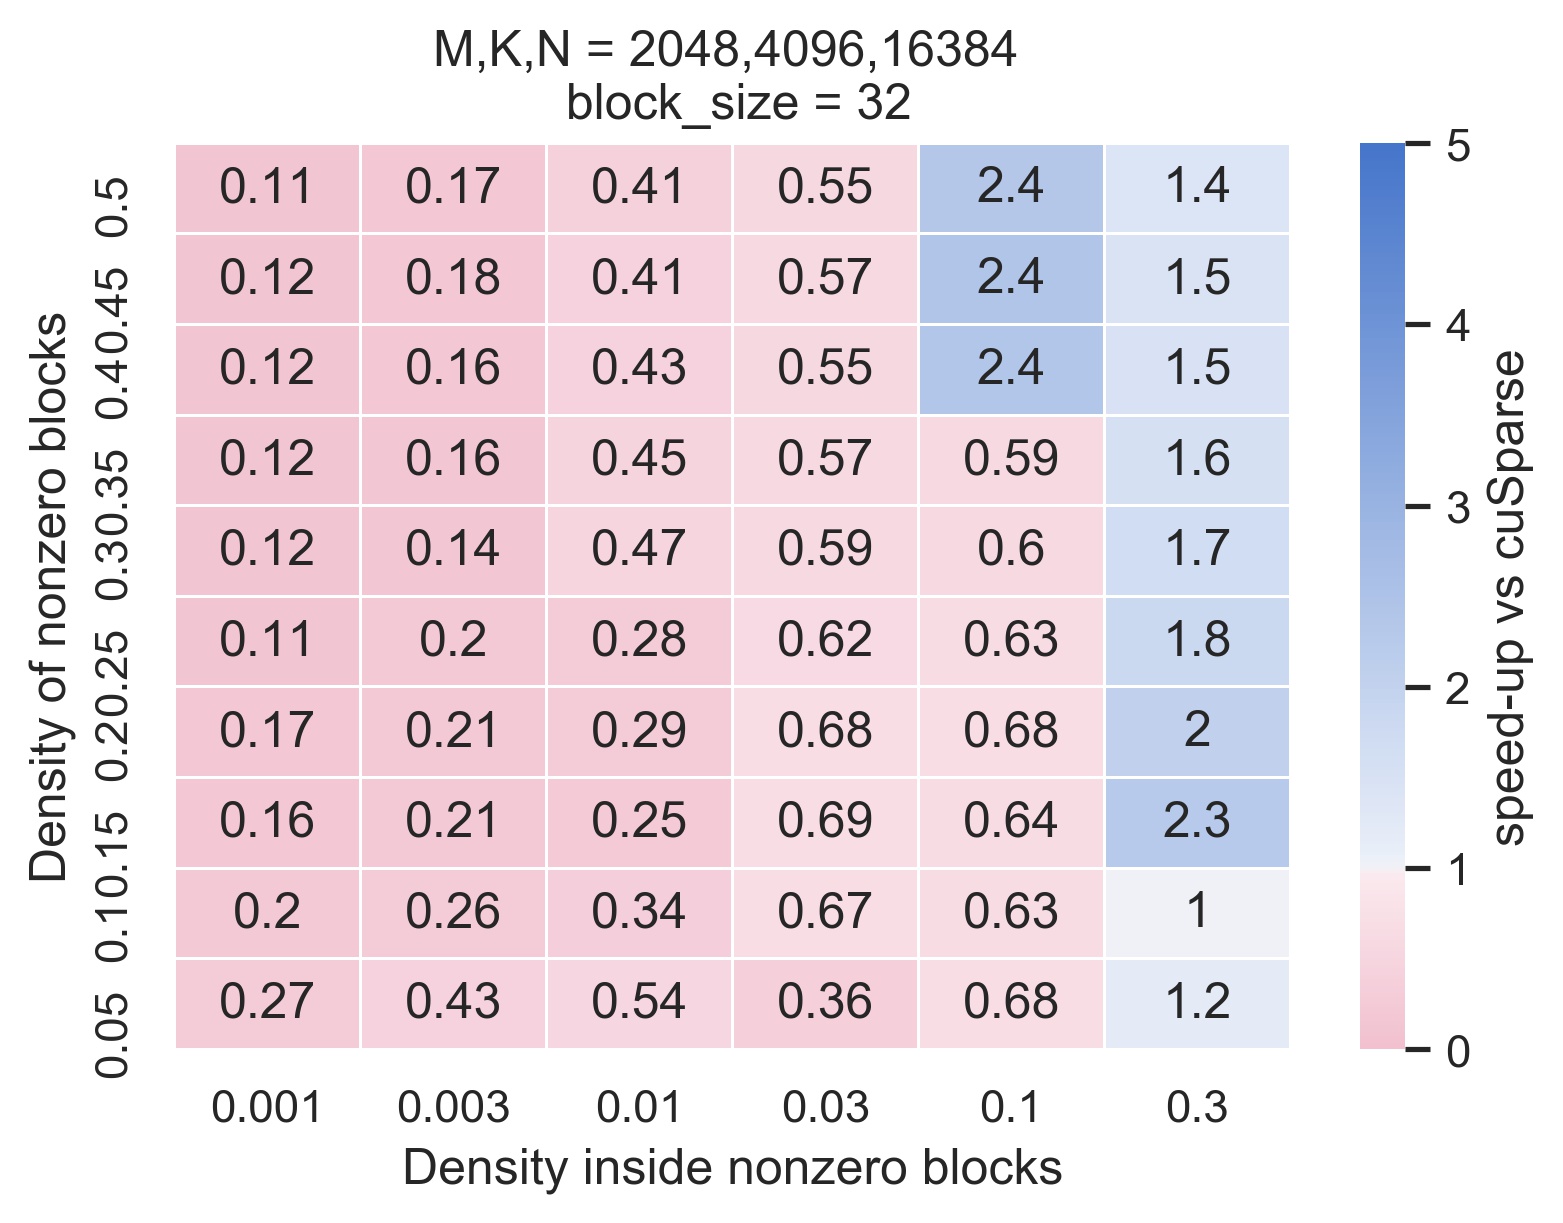 M,K,N = 2048,4096,16384
block_size = 32
0.5 0.11 0.17 0.41 0.55 2.4 1.4
0.45 0.12 0.18 0.41 0.57 2.4 1.5
0.4 0.12 0.16 0.43 0.55 2.4 1.5
0.35 0.12 0.16 0.45 0.57 0.59 1.6
0.3 0.12 0.14 0.47 0.59 0.6 1.7
0.25 0.11 0.2 0.28 0.62 0.63 1.8
0.2 0.17 0.21 0.29 0.68 0.68 2
0.15 0.16 0.21 0.25 0.69 0.64 2.3
0.1 0.2 0.26 0.34 0.67 0.63 1
0.05 0.27 0.43 0.54 0.36 0.68 1.2
0.001 0.003 0.01 0.03 0.1 0.3
Density inside nonzero blocks
Density of nonzero blocks
5
4
3
2
1
0
speed-up vs cuSparse